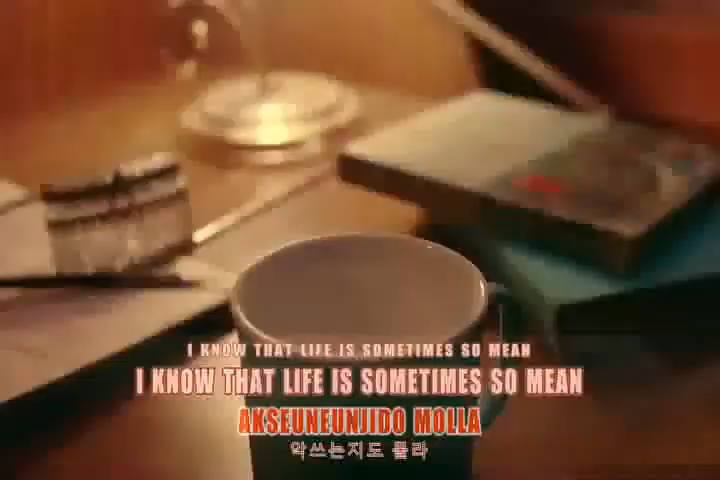 I KNOW THAT LIFE IS SOMETIMES SO MEAN
I KNOW THAT LIFE IS SOMETIMES SO MEAN
AKSEUNEUNJIDO MOLLA
악쓰는지도 몰라